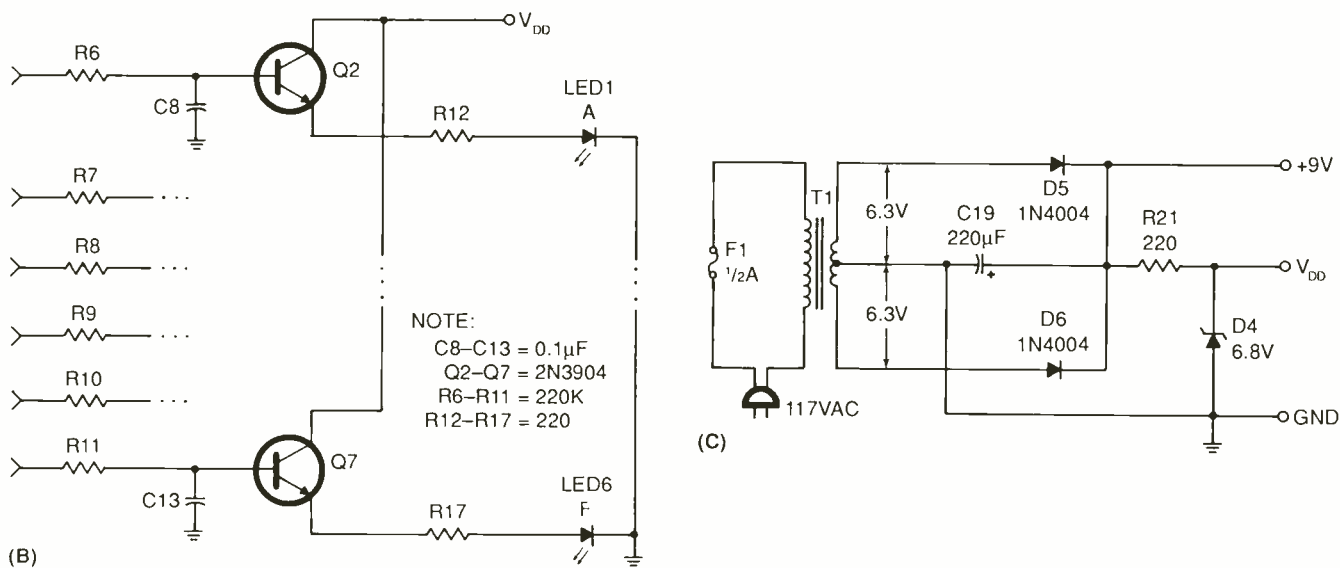 V_DD
R6
Q2
C8
LED1
A
R12
R7
R8
R9
R10
R11
Q7
C13
LED6
F
R17
NOTE:
C8–C13 = 0.1µF
Q2–Q7 = 2N3904
R6–R11 = 220K
R12–R17 = 220
(B)
T1
F1
1/2A
6.3V
6.3V
117VAC
D5
1N4004
C19
220µF
+
R21
220
D6
1N4004
D4
6.8V
+9V
V_DD
GND
(C)